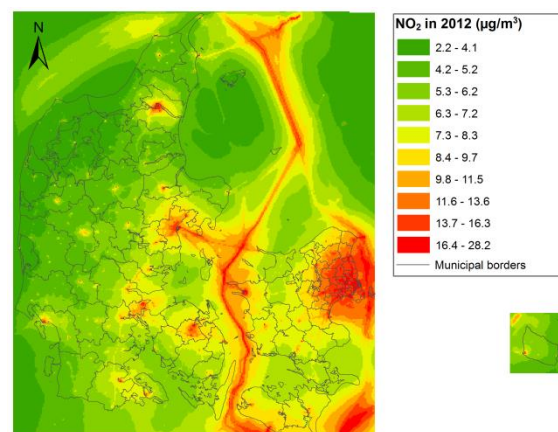 N
NO₂ in 2012 (µg/m³)
2.2 - 4.1
4.2 - 5.2
5.3 - 6.2
6.3 - 7.2
7.3 - 8.3
8.4 - 9.7
9.8 - 11.5
11.6 - 13.6
13.7 - 16.3
16.4 - 28.2
Municipal borders